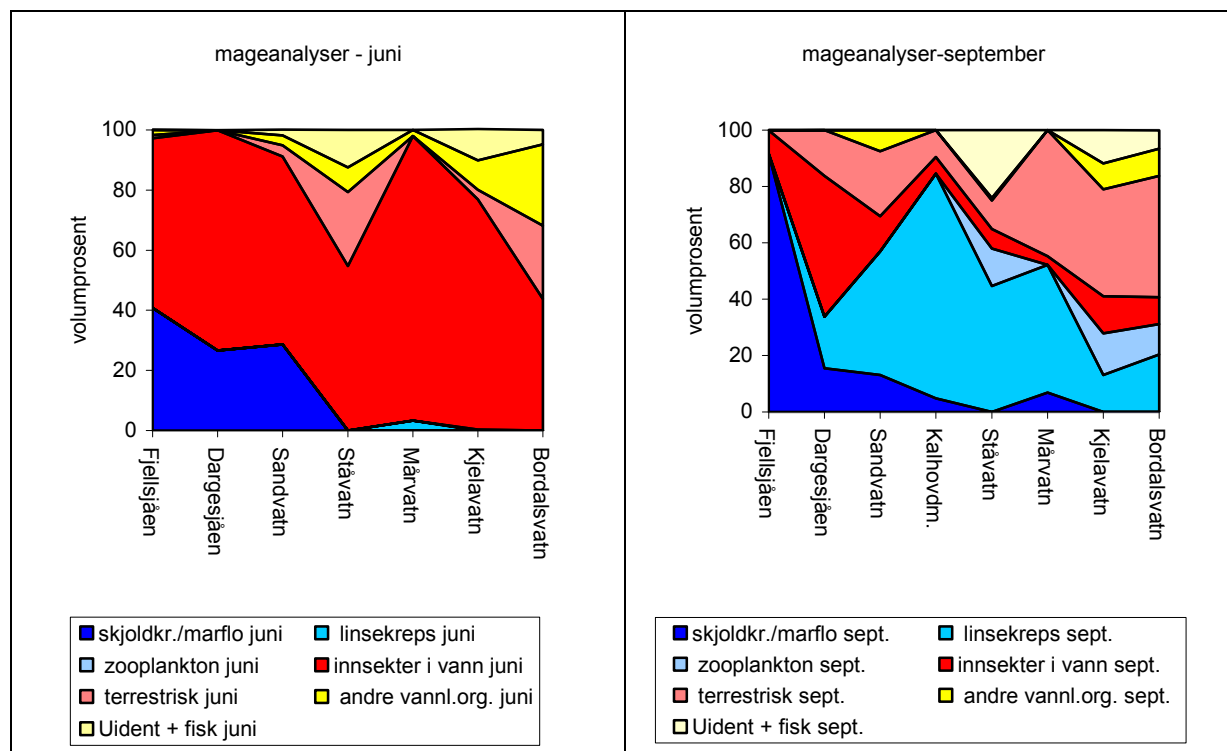 mageanalyser - juni
100
80
60
40
20
0
volumprosent
Fjellsjåen
Dargesjåen
Sandvatn
Ståvatn
Mårvatn
Kjelavatn
Bordalsvatn
skjoldkr./marflo juni
linsekreps juni
zooplankton juni
innsekter i vann juni
terrestrisk juni
andre vannl.org. juni
Uident + fisk juni
mageanalyser-september
100
80
60
40
20
0
volumprosent
Fjellsjåen
Dargesjåen
Sandvatn
Kalhovdm.
Ståvatn
Mårvatn
Kjelavatn
Bordalsvatn
skjoldkr./marflo sept.
linsekreps sept.
zooplankton sept.
innsekter i vann sept.
terrestrisk sept.
andre vannl.org. sept.
Uident + fisk sept.